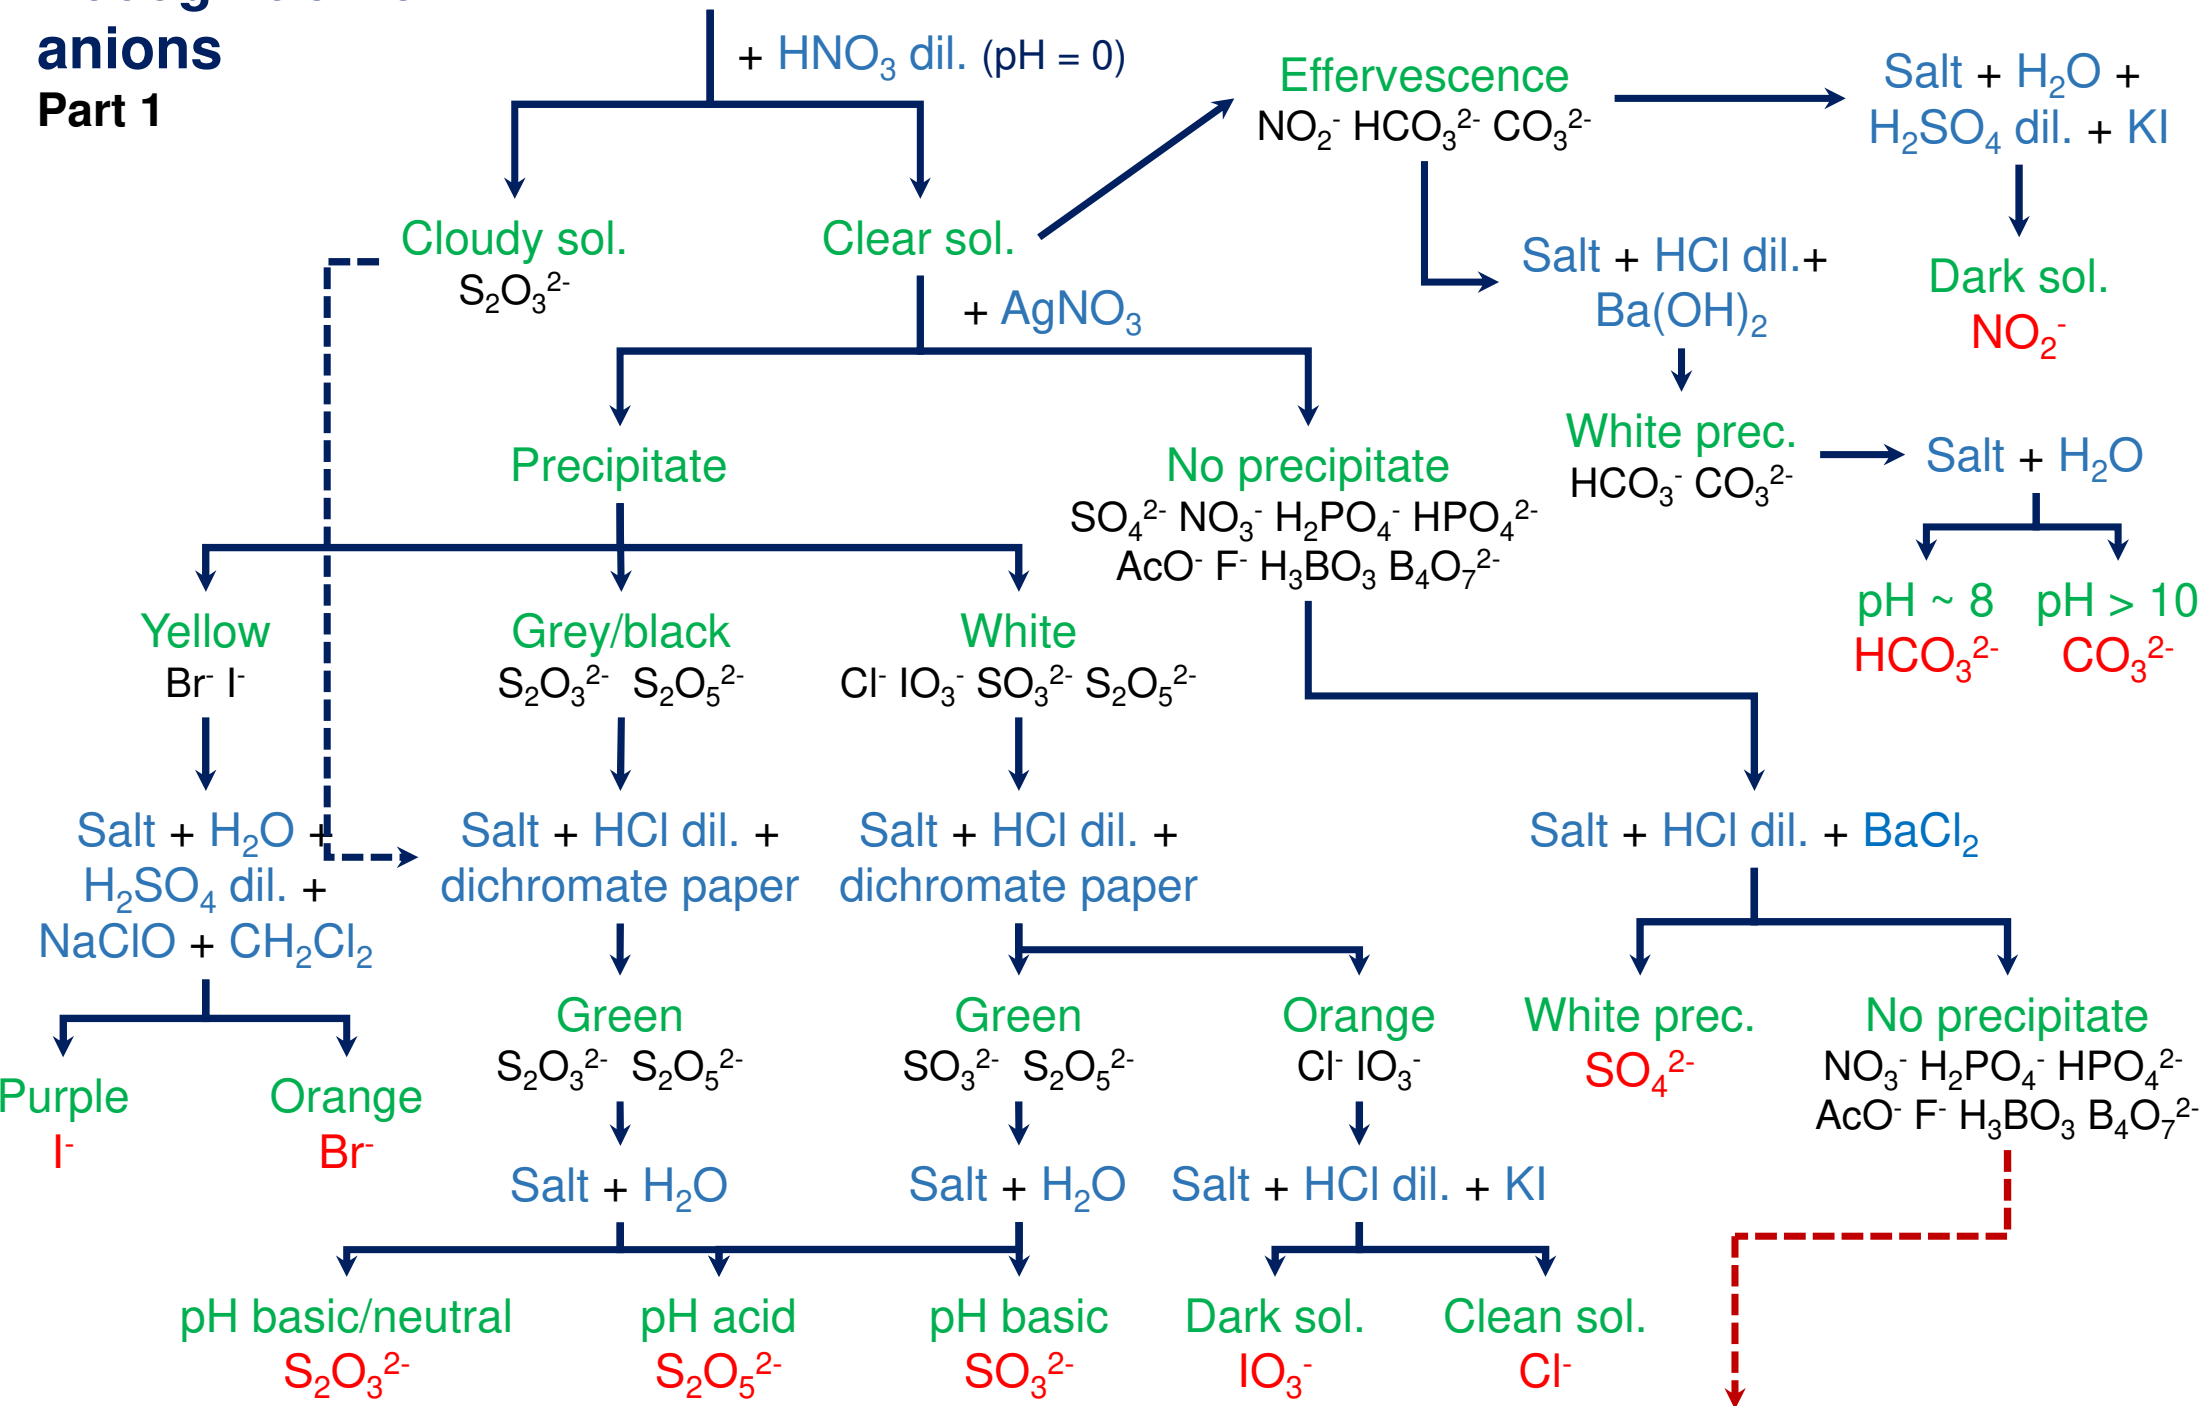 anions
Part 1
+ HNO₃ dil. (pH = 0)
Effervescence
NO₂⁻ HCO₃²⁻ CO₃²⁻
Salt + H₂O +
H₂SO₄ dil. + KI
Cloudy sol.
S₂O₃²⁻
Clear sol.
+ AgNO₃
Salt + HCl dil.+
Ba(OH)₂
Dark sol.
NO₂⁻
Precipitate
No precipitate
SO₄²⁻ NO₃⁻ H₂PO₄⁻ HPO₄²⁻
AcO⁻ F⁻ H₃BO₃ B₄O₇²⁻
White prec.
HCO₃⁻ CO₃²⁻
Salt + H₂O
pH ~ 8
HCO₃²⁻
pH > 10
CO₃²⁻
Yellow
Br⁻ I⁻
Grey/black
S₂O₃²⁻ S₂O₅²⁻
White
Cl⁻ IO₃⁻ SO₃²⁻ S₂O₅²⁻
Salt + H₂O +
H₂SO₄ dil. +
NaClO + CH₂Cl₂
Salt + HCl dil. +
dichromate paper
Salt + HCl dil. +
dichromate paper
Salt + HCl dil. + BaCl₂
Purple
I⁻
Orange
Br⁻
Green
S₂O₃²⁻ S₂O₅²⁻
Green
SO₃²⁻ S₂O₅²⁻
Orange
Cl⁻ IO₃⁻
White prec.
SO₄²⁻
No precipitate
NO₃⁻ H₂PO₄⁻ HPO₄²⁻
AcO⁻ F⁻ H₃BO₃ B₄O₇²⁻
Salt + H₂O
Salt + H₂O
Salt + HCl dil. + KI
pH basic/neutral
S₂O₃²⁻
pH acid
S₂O₅²⁻
pH basic
SO₃²⁻
Dark sol.
IO₃⁻
Clean sol.
Cl⁻